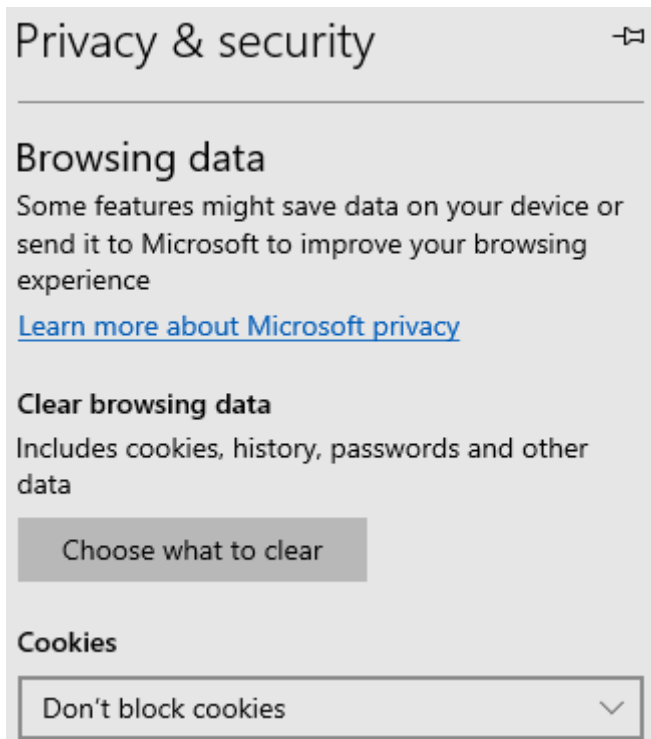 Privacy & security
Browsing data
Some features might save data on your device or
send it to Microsoft to improve your browsing
experience
Learn more about Microsoft privacy
Clear browsing data
Includes cookies, history, passwords and other
data
Choose what to clear
Cookies
Don't block cookies